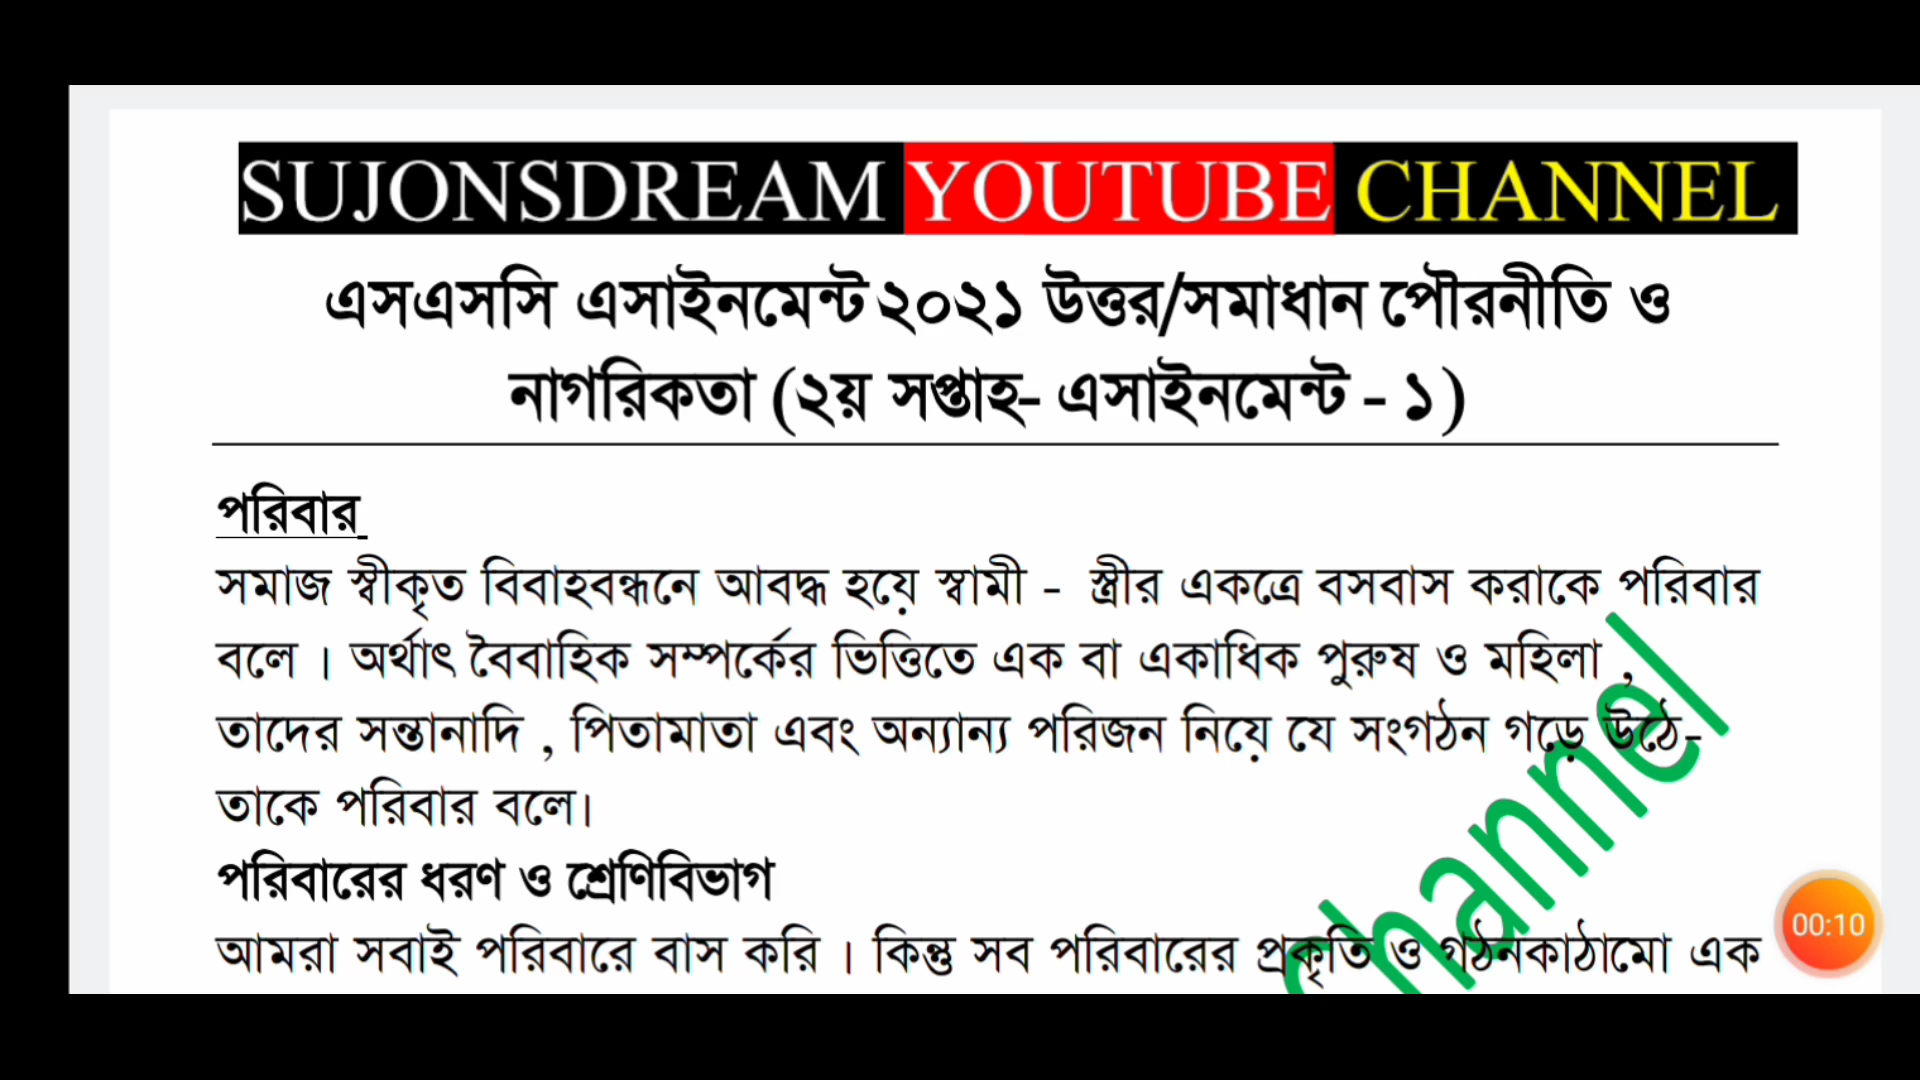 SUJONSDREAM YOUTUBE CHANNEL
এসএসসি এসাইনমেন্ট ২০২১ উত্তর/সমাধান পৌরনীতি ও
নাগরিকতা (২য় সপ্তাহ- এসাইনমেন্ট - ১)
পরিবার
সমাজ স্বীকৃত বিবাহবন্ধনে আবদ্ধ হয়ে স্বামী - স্ত্রীর একত্রে বসবাস করাকে পরিবার
বলে । অর্থাৎ বৈবাহিক সম্পর্কের ভিত্তিতে এক বা একাধিক পুরুষ ও মহিলা ,
তাদের সন্তানাদি , পিতামাতা এবং অন্যান্য পরিজন নিয়ে যে সংগঠন গড়ে উঠে-
তাকে পরিবার বলে।
পরিবারের ধরণ ও শ্রেণিবিভাগ
আমরা সবাই পরিবারে বাস করি । কিন্তু সব পরিবারের প্রকৃতি ও গঠনকাঠামো এক
channel
00:10